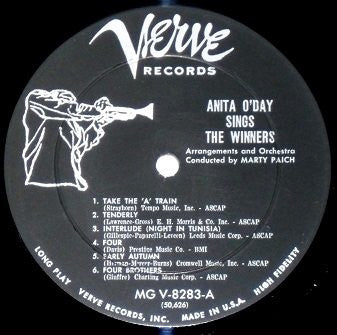 Verve
RECORDS
ANITA O'DAY
SINGS
THE WINNERS
Arrangements and Orchestra
Conducted by MARTY PAICH
1. TAKE THE 'A' TRAIN
(Strayhorn) Tempo Music, Inc. - ASCAP
2. TENDERLY
(Lawrence-Gross) E. H. Morris & Co. Inc. - ASCAP
3. INTERLUDE (NIGHT IN TUNISIA)
(Gillespie-Paparelli-Leveen) Leeds Music Corp. - ASCAP
4. FOUR
(Davis) Prestige Music Co. - BMI
5. EARLY AUTUMN
Cromwell Music, Inc. - ASCAP
6. FOUR BROTHERS
(Giuffre) Charling Music Corp. - ASCAP
MG V-8283-A
(50,626)
LONG PLAY
VERVE RECORDS, INC.
MADE IN U.S.A.
HIGH FIDELITY